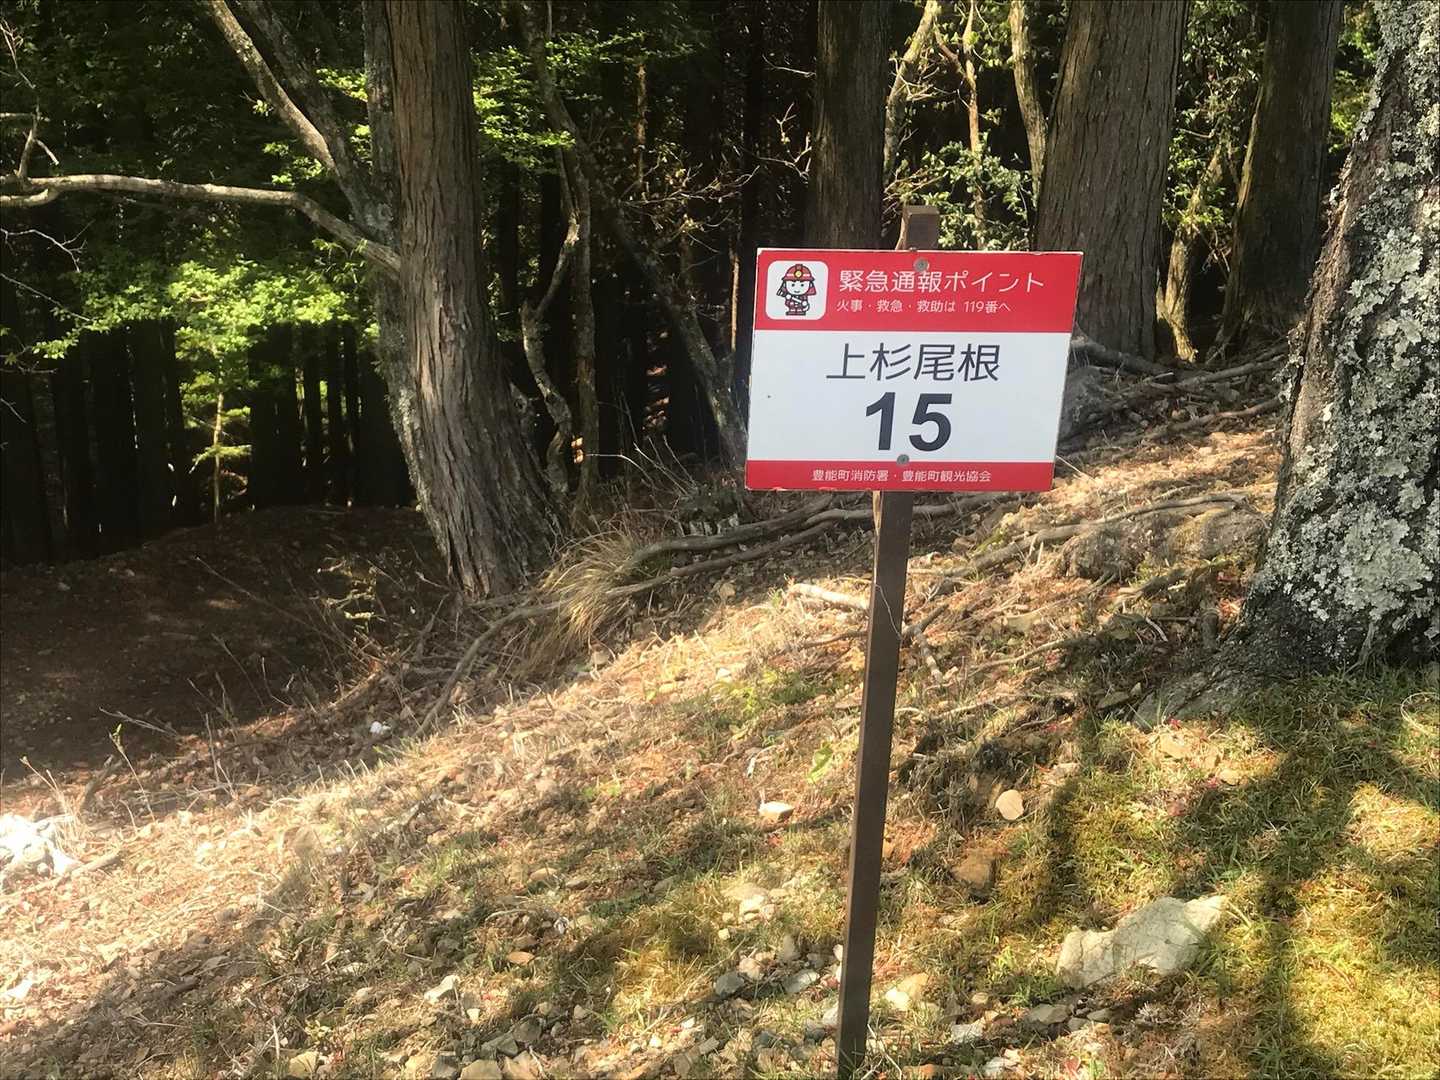 緊急通報ポイント
火事・救急・救助は 119番へ
上杉尾根
15
豊能町消防署・豊能町観光協会